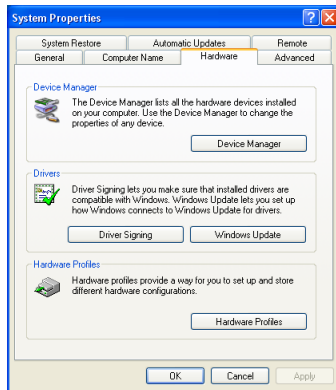 System Properties
System Restore Automatic Updates Remote
General Computer Name Hardware Advanced
Device Manager
The Device Manager lists all the hardware devices installed
on your computer. Use the Device Manager to change the
properties of any device.
Device Manager
Drivers
Driver Signing lets you make sure that installed drivers are
compatible with Windows. Windows Update lets you set up
how Windows connects to Windows Update for drivers.
Driver Signing Windows Update
Hardware Profiles
Hardware profiles provide a way for you to set up and store
different hardware configurations.
Hardware Profiles
OK Cancel Apply